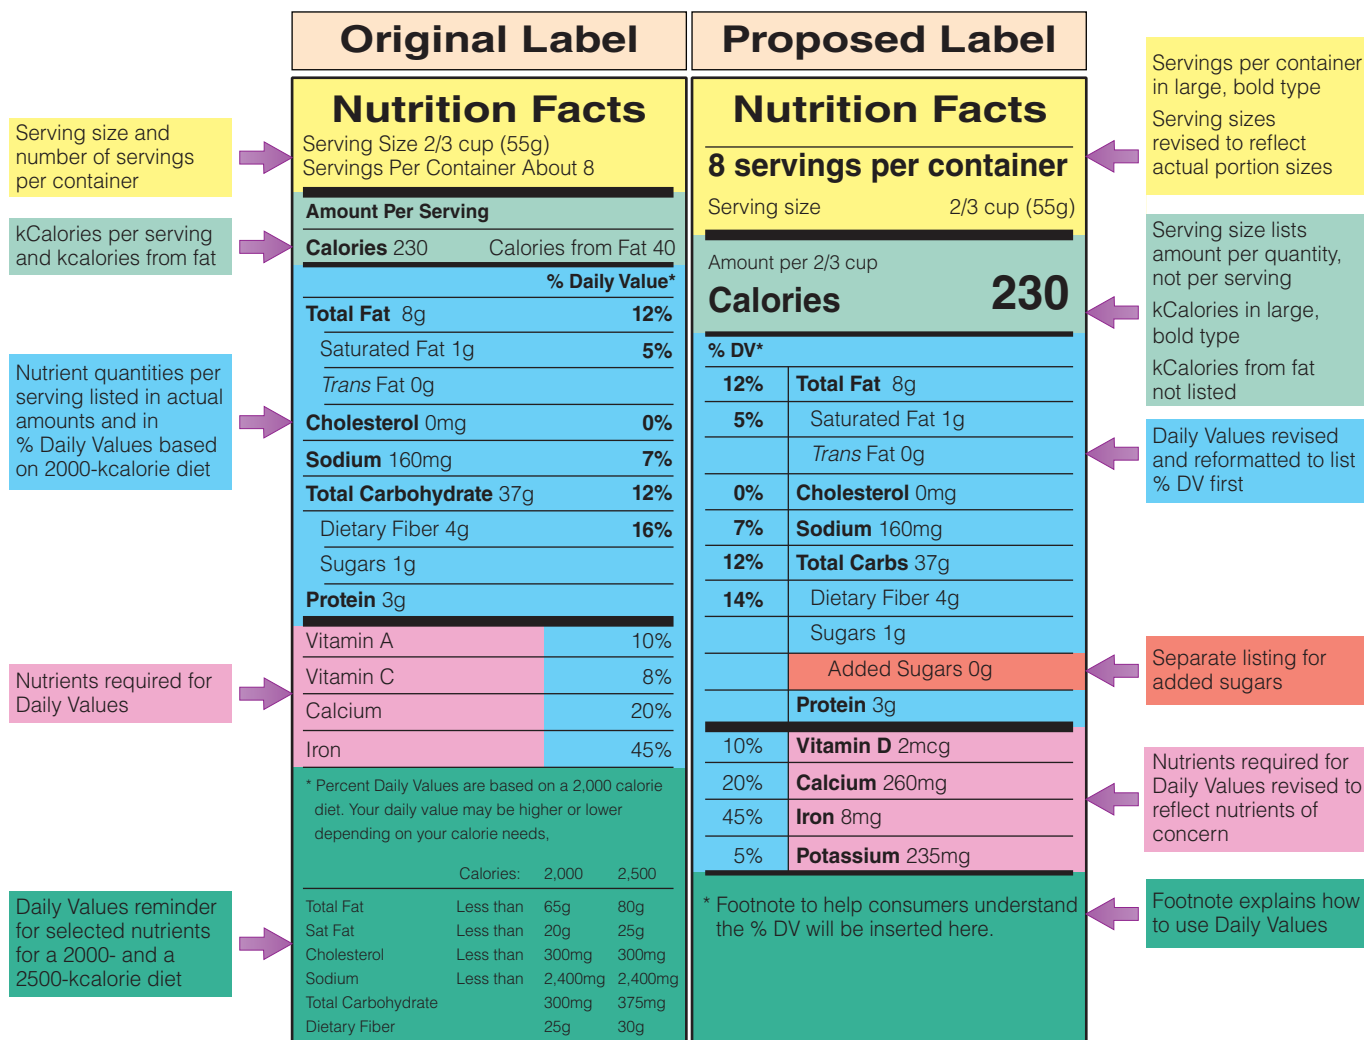 Original Label
Proposed Label
Serving size and
number of servings
per container
kCalories per serving
and kcalories from fat
Nutrient quantities per
serving listed in actual
amounts and in
% Daily Values based
on 2000-kcalorie diet
Nutrients required for
Daily Values
Daily Values reminder
for selected nutrients
for a 2000- and a
2500-kcalorie diet
Nutrition Facts
Serving Size 2/3 cup (55g)
Servings Per Container About 8
Amount Per Serving
Calories 230 Calories from Fat 40
% Daily Value*
Total Fat 8g 12%
Saturated Fat 1g 5%
Trans Fat 0g
Cholesterol 0mg 0%
Sodium 160mg 7%
Total Carbohydrate 37g 12%
Dietary Fiber 4g 16%
Sugars 1g
Protein 3g
Vitamin A 10%
Vitamin C 8%
Calcium 20%
Iron 45%
* Percent Daily Values are based on a 2,000 calorie
diet. Your daily value may be higher or lower
depending on your calorie needs,
Calories: 2,000 2,500
Total Fat Less than 65g 80g
Sat Fat Less than 20g 25g
Cholesterol Less than 300mg 300mg
Sodium Less than 2,400mg 2,400mg
Total Carbohydrate 300mg 375mg
Dietary Fiber 25g 30g
Nutrition Facts
8 servings per container
Serving size 2/3 cup (55g)
Amount per 2/3 cup
Calories 230
% DV*
12% Total Fat 8g
5% Saturated Fat 1g
Trans Fat 0g
0% Cholesterol 0mg
7% Sodium 160mg
12% Total Carbs 37g
14% Dietary Fiber 4g
Sugars 1g
Added Sugars 0g
Protein 3g
10% Vitamin D 2mcg
20% Calcium 260mg
45% Iron 8mg
5% Potassium 235mg
* Footnote to help consumers understand
the % DV will be inserted here.
Servings per container
in large, bold type
Serving sizes
revised to reflect
actual portion sizes
Serving size lists
amount per quantity,
not per serving
kCalories in large,
bold type
kCalories from fat
not listed
Daily Values revised
and reformatted to list
% DV first
Separate listing for
added sugars
Nutrients required for
Daily Values revised to
reflect nutrients of
concern
Footnote explains how
to use Daily Values